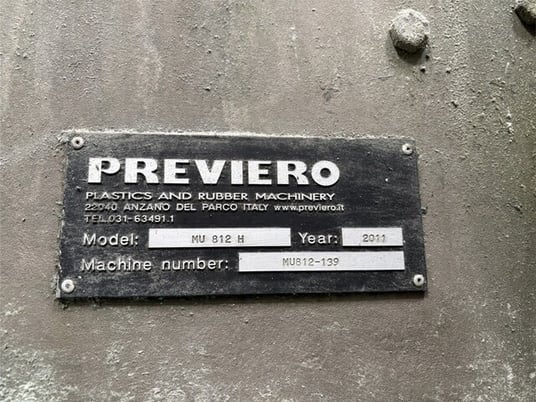 PREVIERO
PLASTICS AND RUBBER MACHINERY
22040 ANZANO DEL PARCO ITALY www.previero.it
TEL.031-63491.1
Model: MU 812 H Year: 2011
Machine number: MU812-139